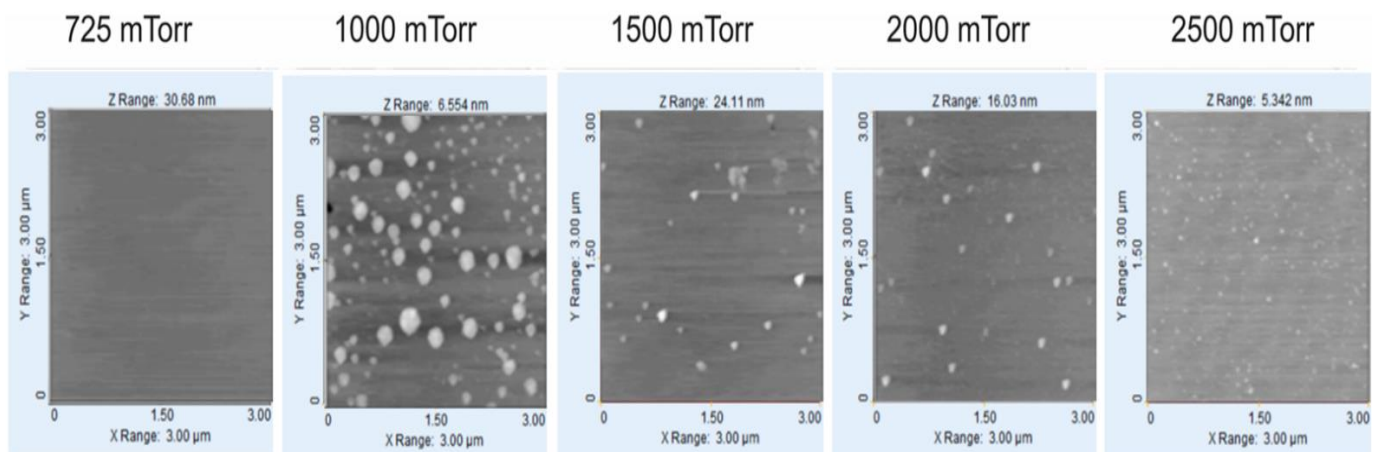 725 mTorr
1000 mTorr
1500 mTorr
2000 mTorr
2500 mTorr
Z Range: 30.68 nm
Y Range: 3.00 µm
3.00
1.50
0
0
1.50
3.00
X Range: 3.00 µm
Z Range: 6.554 nm
Y Range: 3.00 µm
3.00
1.50
0
0
1.50
3.00
X Range: 3.00 µm
Z Range: 24.11 nm
Y Range: 3.00 µm
3.00
1.50
0
0
1.50
3.00
X Range: 3.00 µm
Z Range: 16.03 nm
Y Range: 3.00 µm
3.00
1.50
0
0
1.50
3.00
X Range: 3.00 µm
Z Range: 5.342 nm
Y Range: 3.00 µm
3.00
1.50
0
0
1.50
3.00
X Range: 3.00 µm